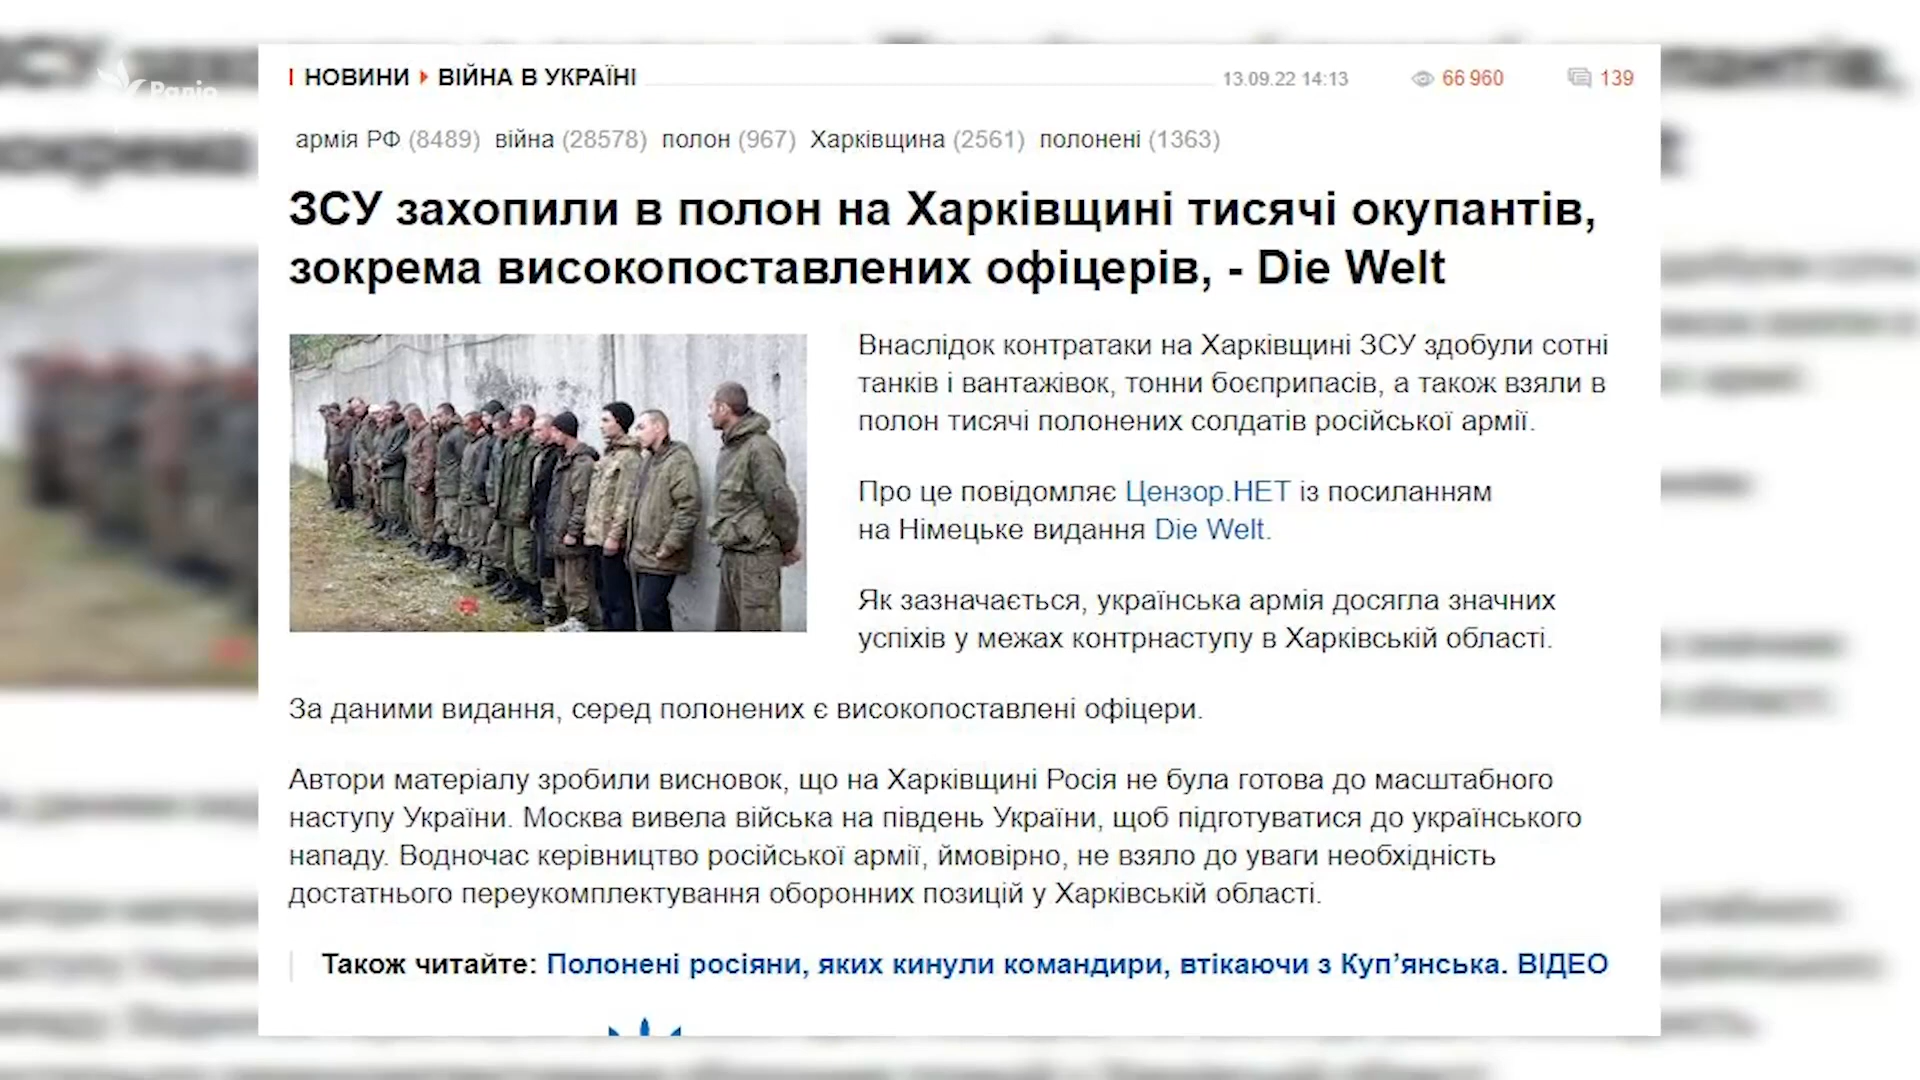 Радіо
НОВИНИ ВІЙНА В УКРАЇНІ 13.09.22 14:13 66 960 139
армія РФ (8489) війна (28578) полон (967) Харківщина (2561) полонені (1363)
ЗСУ захопили в полон на Харківщині тисячі окупантів,
зокрема високопоставлених офіцерів, - Die Welt
Внаслідок контратаки на Харківщині ЗСУ здобули сотні
танків і вантажівок, тонни боєприпасів, а також взяли в
полон тисячі полонених солдатів російської армії.
Про це повідомляє Цензор.НЕТ із посиланням
на Німецьке видання Die Welt.
Як зазначається, українська армія досягла значних
успіхів у межах контрнаступу в Харківській області.
За даними видання, серед полонених є високопоставлені офіцери.
Автори матеріалу зробили висновок, що на Харківщині Росія не була готова до масштабного
наступу України. Москва вивела війська на південь України, щоб підготуватися до українського
нападу. Водночас керівництво російської армії, ймовірно, не взяло до уваги необхідність
достатнього переукомплектування оборонних позицій у Харківській області.
Також читайте: Полонені росіяни, яких кинули командири, втікаючи з Куп’янська. ВІДЕО